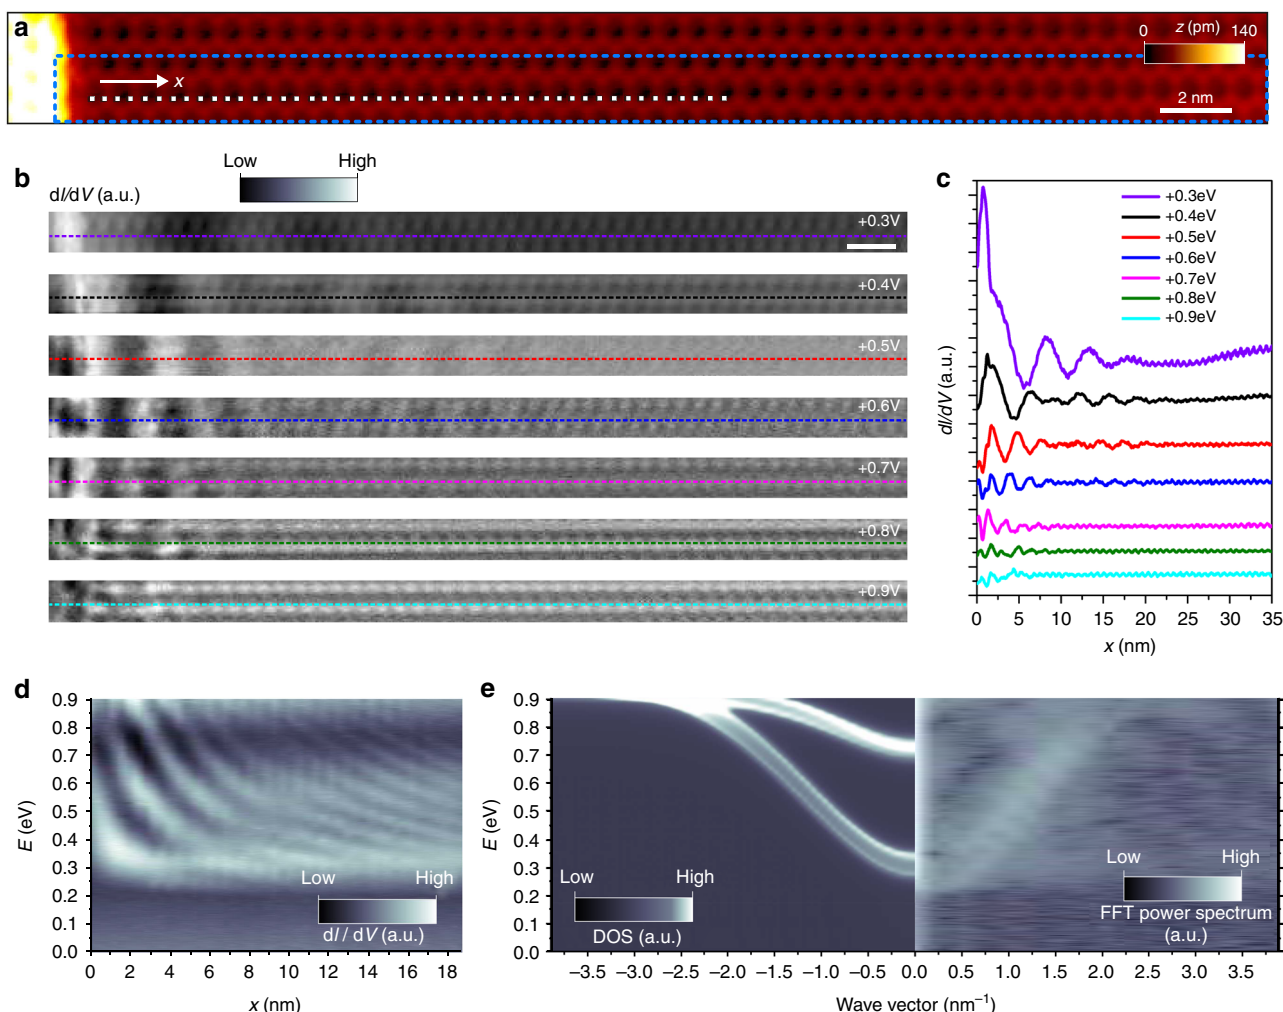 a
0 z (pm) 140
x
2 nm
b
Low High
dI/dV (a.u.)
+0.3V
+0.4V
+0.5V
+0.6V
+0.7V
+0.8V
+0.9V
c
+0.3eV
+0.4eV
+0.5eV
+0.6eV
+0.7eV
+0.8eV
+0.9eV
dI/dV (a.u.)
0 5 10 15 20 25 30 35
x (nm)
d
0.9
0.8
0.7
0.6
0.5
0.4
0.3
0.2
0.1
0.0
E (eV)
Low High
dI / dV (a.u.)
0 2 4 6 8 10 12 14 16 18
x (nm)
e
0.9
0.8
0.7
0.6
0.5
0.4
0.3
0.2
0.1
0.0
E (eV)
Low High
DOS (a.u.)
Low High
FFT power spectrum
(a.u.)
−3.5 −3.0 −2.5 −2.0 −1.5 −1.0 −0.5 0.0 0.5 1.0 1.5 2.0 2.5 3.0 3.5
Wave vector (nm⁻¹)